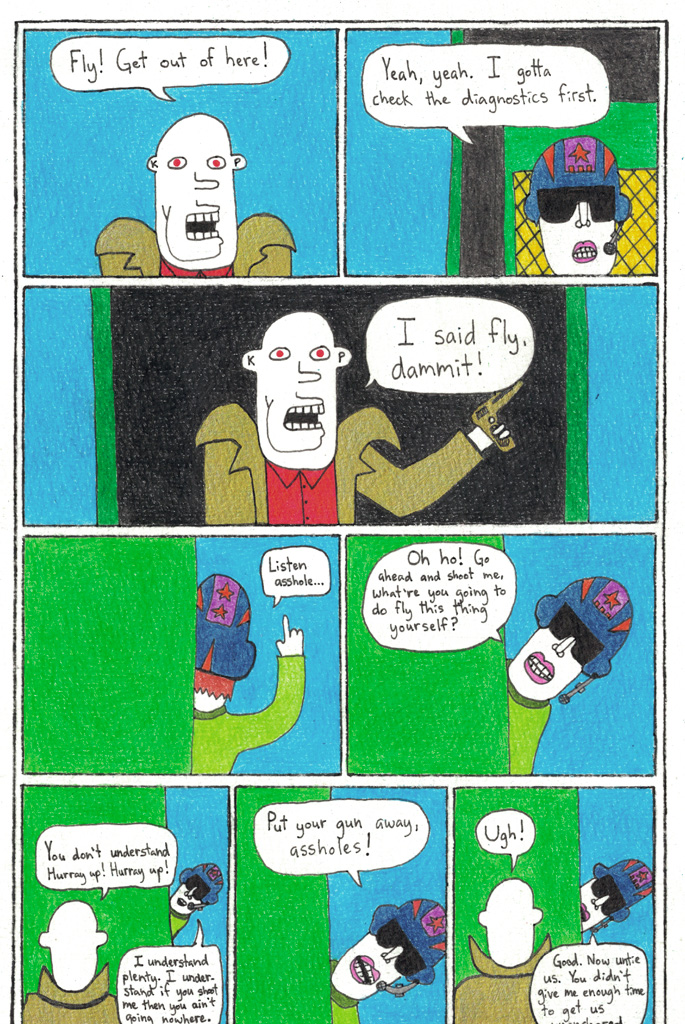 Fly! Get out of here!
Yeah, yeah. I gotta
check the diagnostics first.
K P
I said fly,
dammit!
K P
Listen
asshole...
Oh ho! Go
ahead and shoot me,
what're you going to
do fly this thing
yourself?
You don't understand
Hurray up! Hurray up!
I understand
plenty. I under-
stand if you shoot
me then you ain't
going nowhere.
Put your gun away,
assholes!
Ugh!
Good. Now untie
us. You didn't
give me enough time
to get us